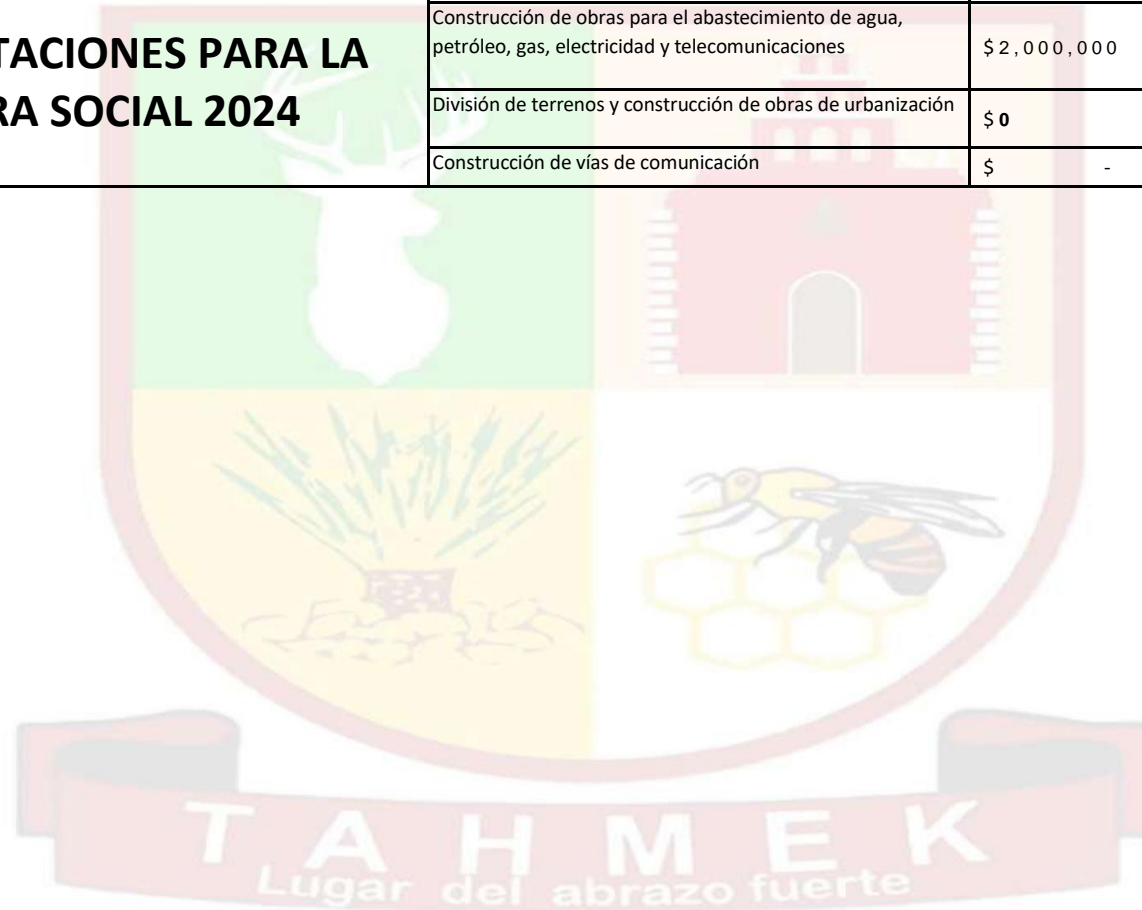 TACIONES PARA LA
RA SOCIAL 2024
Construcción de obras para el abastecimiento de agua,
petróleo, gas, electricidad y telecomunicaciones
$2,000,000
División de terrenos y construcción de obras de urbanización
$ 0
Construcción de vías de comunicación
$ -
TAHMEK
Lugar del abrazo fuerte